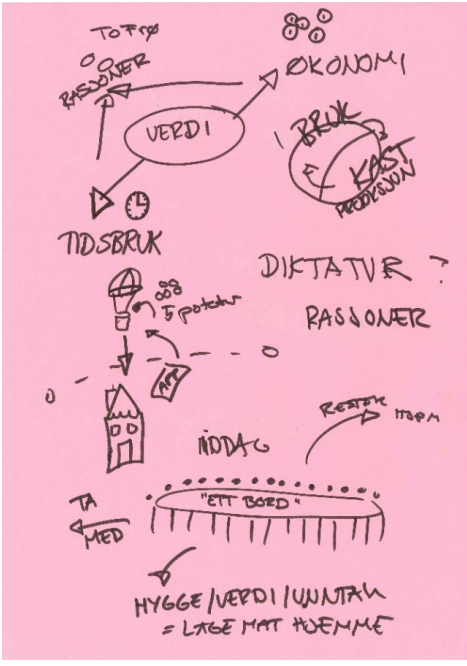 TO FRØ
RASJONER
ØKONOMI
VERDI
BRUK
KAST
PRODUKSJON
TIDSBRUK
DIKTATUR ?
RASJONER
5 poteter
APP
MIDDAG
RESTER
HJEM
"ETT BORD"
TA
MED
HYGGE/VERDI/UNNTAK
= LAGE MAT HJEMME